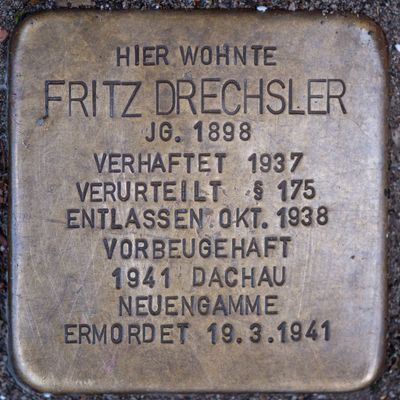 HIER WOHNTE
FRITZ DRECHSLER
JG. 1898
VERHAFTET 1937
VERURTEILT § 175
ENTLASSEN OKT. 1938
VORBEUGEHAFT
1941 DACHAU
NEUENGAMME
ERMORDET 19.3.1941